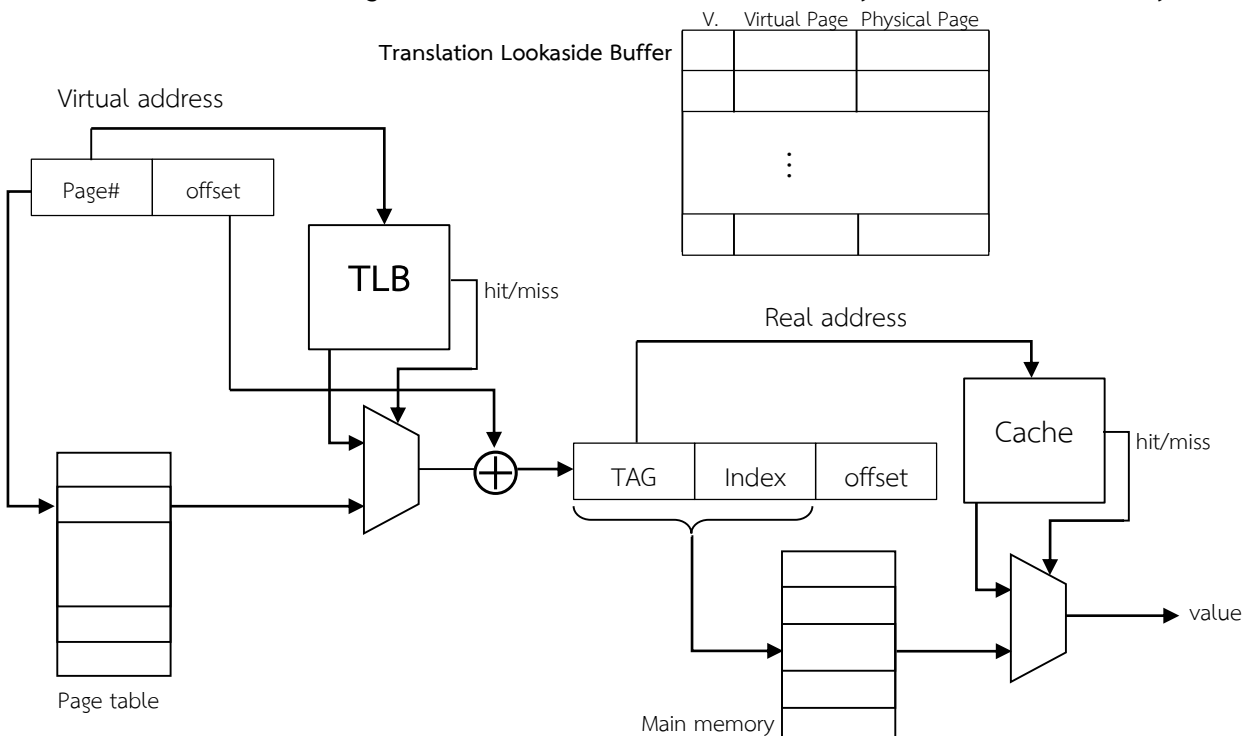 V. Virtual Page Physical Page
Translation Lookaside Buffer
Virtual address
Page# offset
TLB
hit/miss
Real address
Cache
hit/miss
TAG Index offset
value
Page table
Main memory